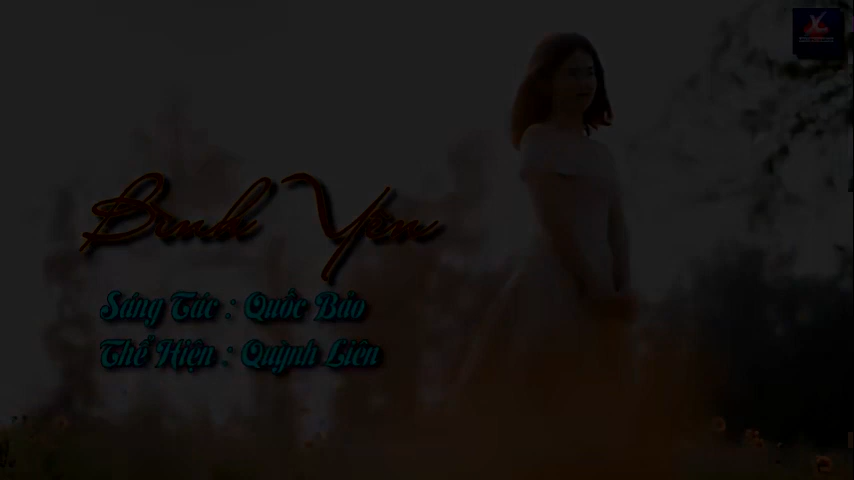 Bình Yên
Sáng Tác : Quốc Bảo
Thể Hiện : Quỳnh Liên